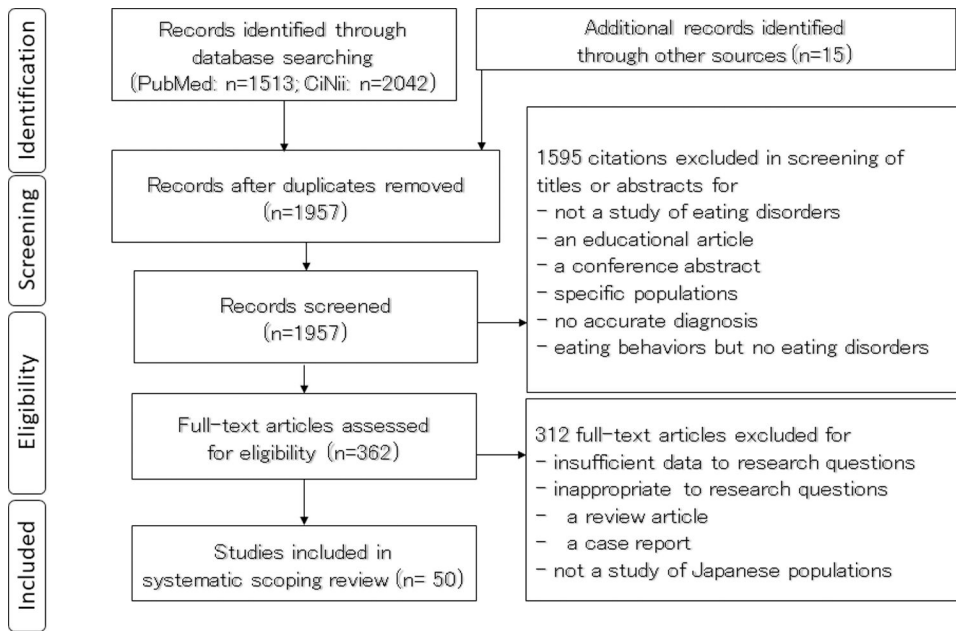 Identification
Records identified through
database searching
(PubMed: n=1513; CiNii: n=2042)
Additional records identified
through other sources (n=15)
Screening
Records after duplicates removed
(n=1957)
Records screened
(n=1957)
1595 citations excluded in screening of
titles or abstracts for
- not a study of eating disorders
- an educational article
- a conference abstract
- specific populations
- no accurate diagnosis
- eating behaviors but no eating disorders
Eligibility
Full-text articles assessed
for eligibility (n=362)
312 full-text articles excluded for
- insufficient data to research questions
- inappropriate to research questions
- a review article
- a case report
- not a study of Japanese populations
Included
Studies included in
systematic scoping review (n= 50)